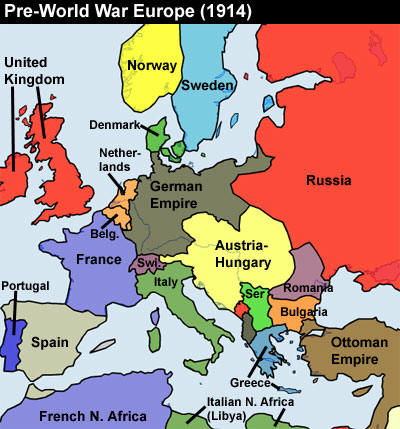 Pre-World War Europe (1914)
United
Kingdom
Norway
Sweden
Denmark
Nether-
lands
German
Empire
Russia
Belg.
Austria-
Hungary
France
Swi.
Italy
Portugal
Ser
Romania
Bulgaria
Spain
Ottoman
Empire
Greece
French N. Africa
Italian N. Africa
(Libya)